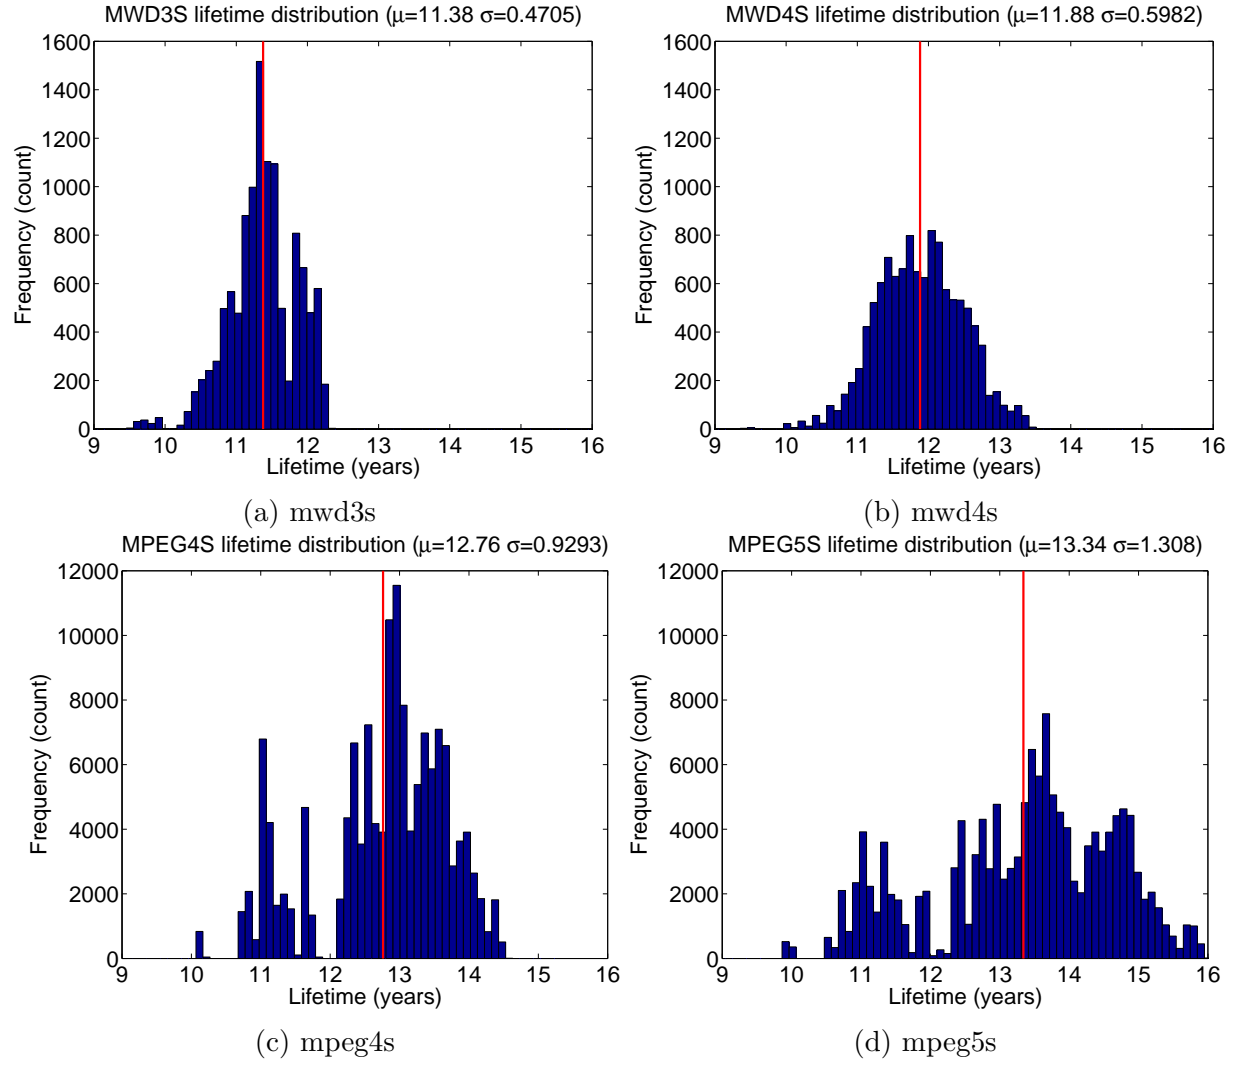 MWD3S lifetime distribution (μ=11.38 σ=0.4705)
1600
1400
1200
1000
800
600
400
200
0
Frequency (count)
9 10 11 12 13 14 15 16
Lifetime (years)
(a) mwd3s
MWD4S lifetime distribution (μ=11.88 σ=0.5982)
1600
1400
1200
1000
800
600
400
200
0
Frequency (count)
9 10 11 12 13 14 15 16
Lifetime (years)
(b) mwd4s
MPEG4S lifetime distribution (μ=12.76 σ=0.9293)
12000
10000
8000
6000
4000
2000
0
Frequency (count)
9 10 11 12 13 14 15 16
Lifetime (years)
(c) mpeg4s
MPEG5S lifetime distribution (μ=13.34 σ=1.308)
12000
10000
8000
6000
4000
2000
0
Frequency (count)
9 10 11 12 13 14 15 16
Lifetime (years)
(d) mpeg5s